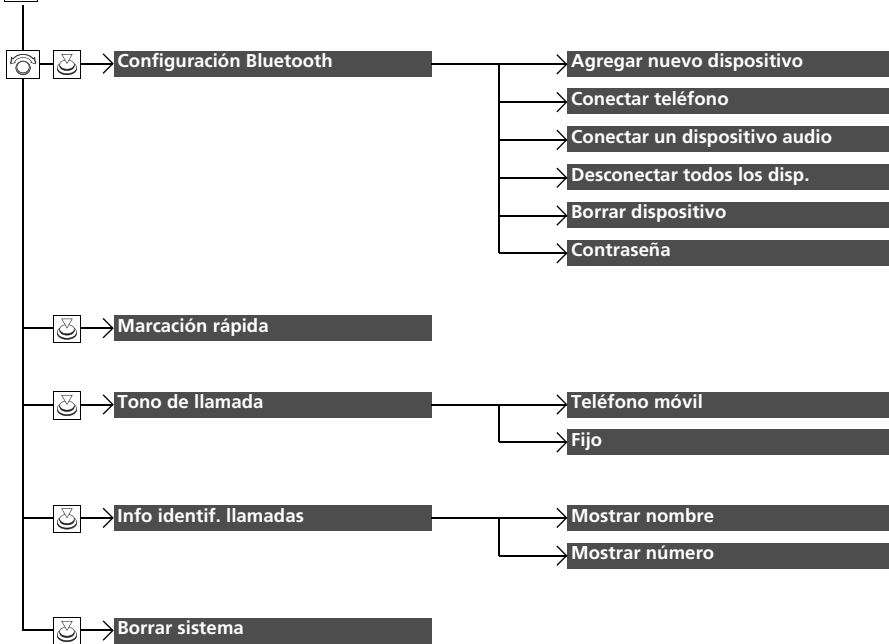 Configuración Bluetooth
Agregar nuevo dispositivo
Conectar teléfono
Conectar un dispositivo audio
Desconectar todos los disp.
Borrar dispositivo
Contraseña
Marcación rápida
Tono de llamada
Teléfono móvil
Fijo
Info identif. llamadas
Mostrar nombre
Mostrar número
Borrar sistema